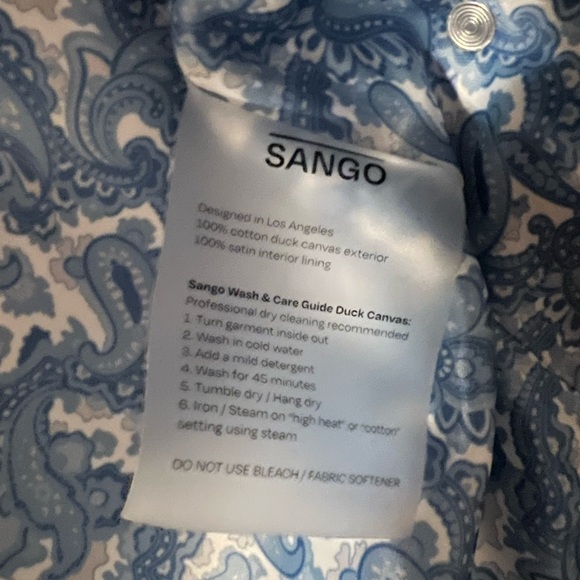 SANGO
Designed in Los Angeles
100% cotton duck canvas exterior
100% satin interior lining
Sango Wash & Care Guide Duck Canvas:
Professional dry cleaning recommended
1. Turn garment inside out
2. Wash in cold water
3. Add a mild detergent
4. Wash for 45 minutes
5. Tumble dry / Hang dry
6. Iron / Steam on "high heat" or "cotton"
setting using steam
DO NOT USE BLEACH / FABRIC SOFTENER